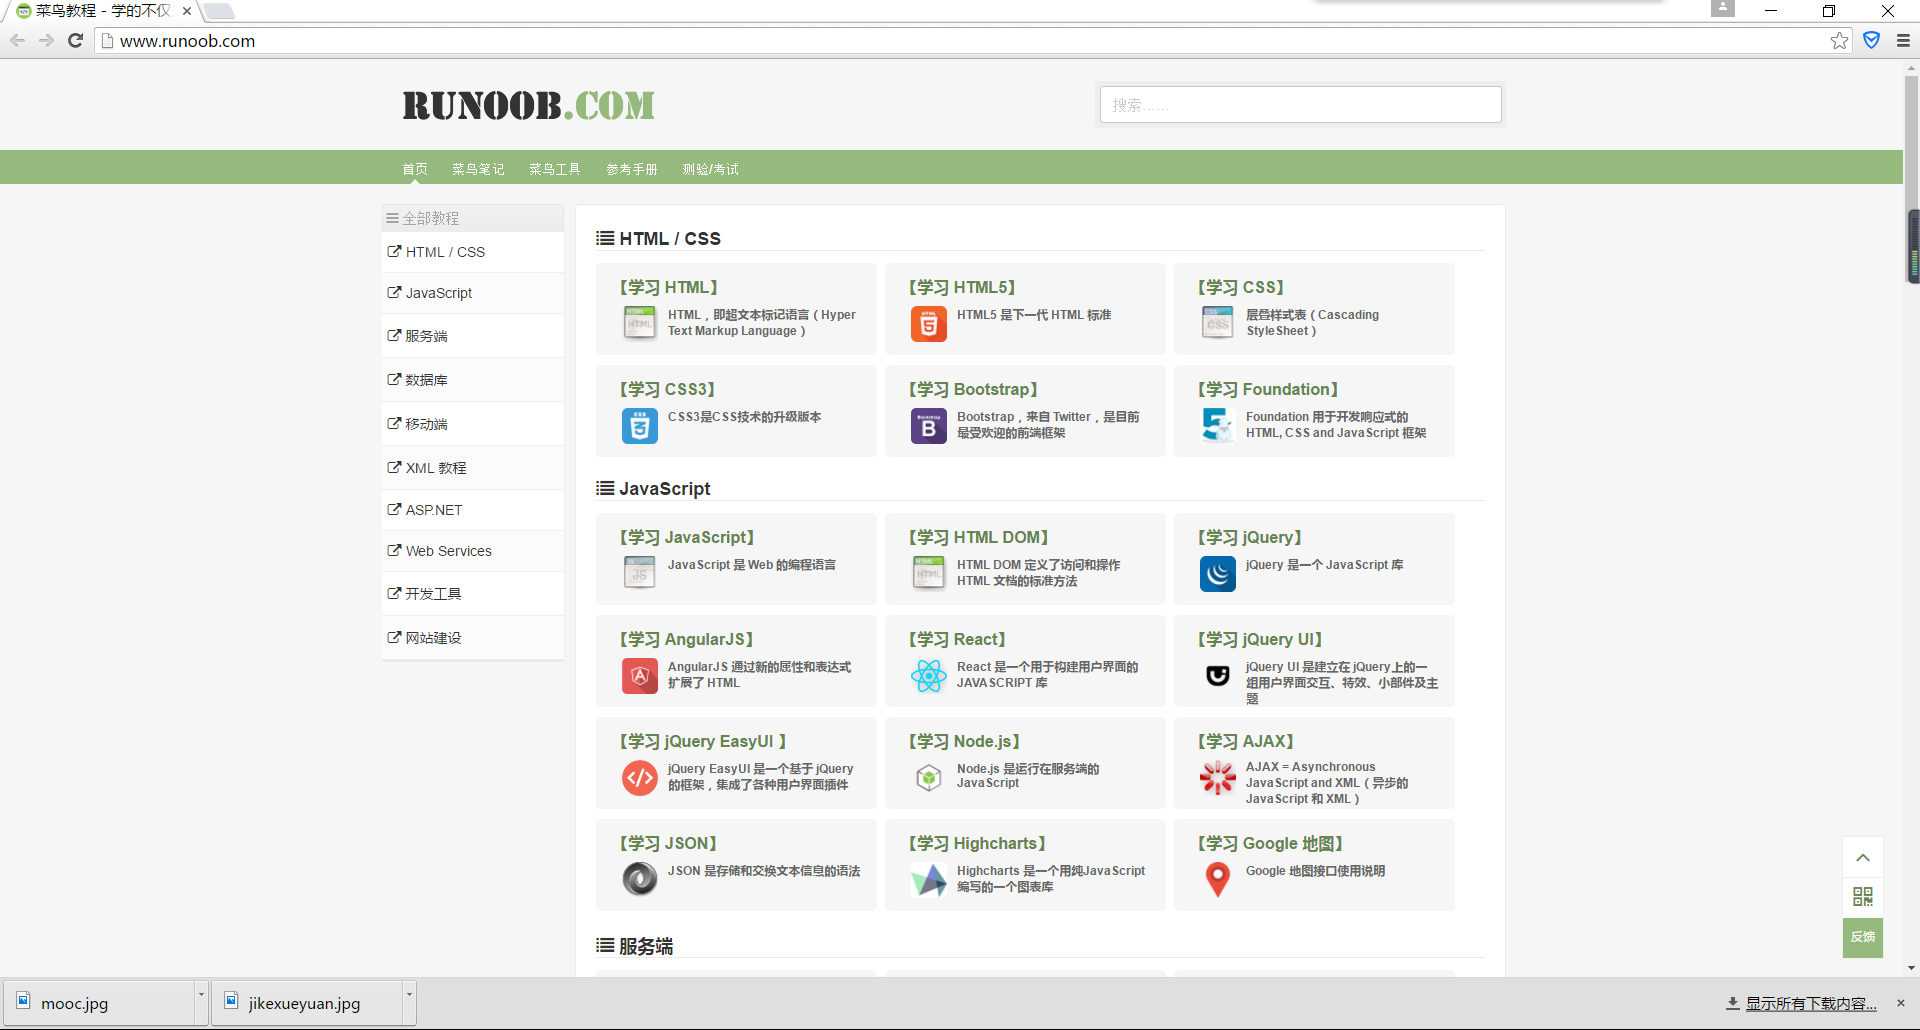 菜鸟教程 - 学的不仅
www.runoob.com
RUNOOB.COM
搜索......
首页 菜鸟笔记 菜鸟工具 参考手册 测验/考试
全部教程
HTML / CSS
JavaScript
服务端
数据库
移动端
XML 教程
ASP.NET
Web Services
开发工具
网站建设
HTML / CSS
【学习 HTML】
HTML
HTML
HTML，即超文本标记语言（Hyper
Text Markup Language）
【学习 HTML5】
HTML
5
HTML5 是下一代 HTML 标准
【学习 CSS】
CSS
CSS
层叠样式表（Cascading
StyleSheet）
【学习 CSS3】
CSS
3
CSS3是CSS技术的升级版本
【学习 Bootstrap】
Bootstrap
B
Bootstrap，来自 Twitter，是目前
最受欢迎的前端框架
【学习 Foundation】
5
Foundation 用于开发响应式的
HTML, CSS and JavaScript 框架
JavaScript
【学习 JavaScript】
JS
JS
JavaScript 是 Web 的编程语言
【学习 HTML DOM】
HTML
HTML
HTML DOM 定义了访问和操作
HTML 文档的标准方法
【学习 jQuery】
jQuery 是一个 JavaScript 库
【学习 AngularJS】
A
AngularJS 通过新的属性和表达式
扩展了 HTML
【学习 React】
React 是一个用于构建用户界面的
JAVASCRIPT 库
【学习 jQuery UI】
jQuery UI 是建立在 jQuery上的一
组用户界面交互、特效、小部件及主
题
【学习 jQuery EasyUI 】
</>
jQuery EasyUI 是一个基于 jQuery
的框架，集成了各种用户界面插件
【学习 Node.js】
Node.js 是运行在服务端的
JavaScript
【学习 AJAX】
AJAX = Asynchronous
JavaScript and XML（异步的
JavaScript 和 XML）
【学习 JSON】
JSON 是存储和交换文本信息的语法
【学习 Highcharts】
Highcharts 是一个用纯JavaScript
编写的一个图表库
【学习 Google 地图】
Google 地图接口使用说明
服务端
反馈
mooc.jpg
jikexueyuan.jpg
显示所有下载内容...